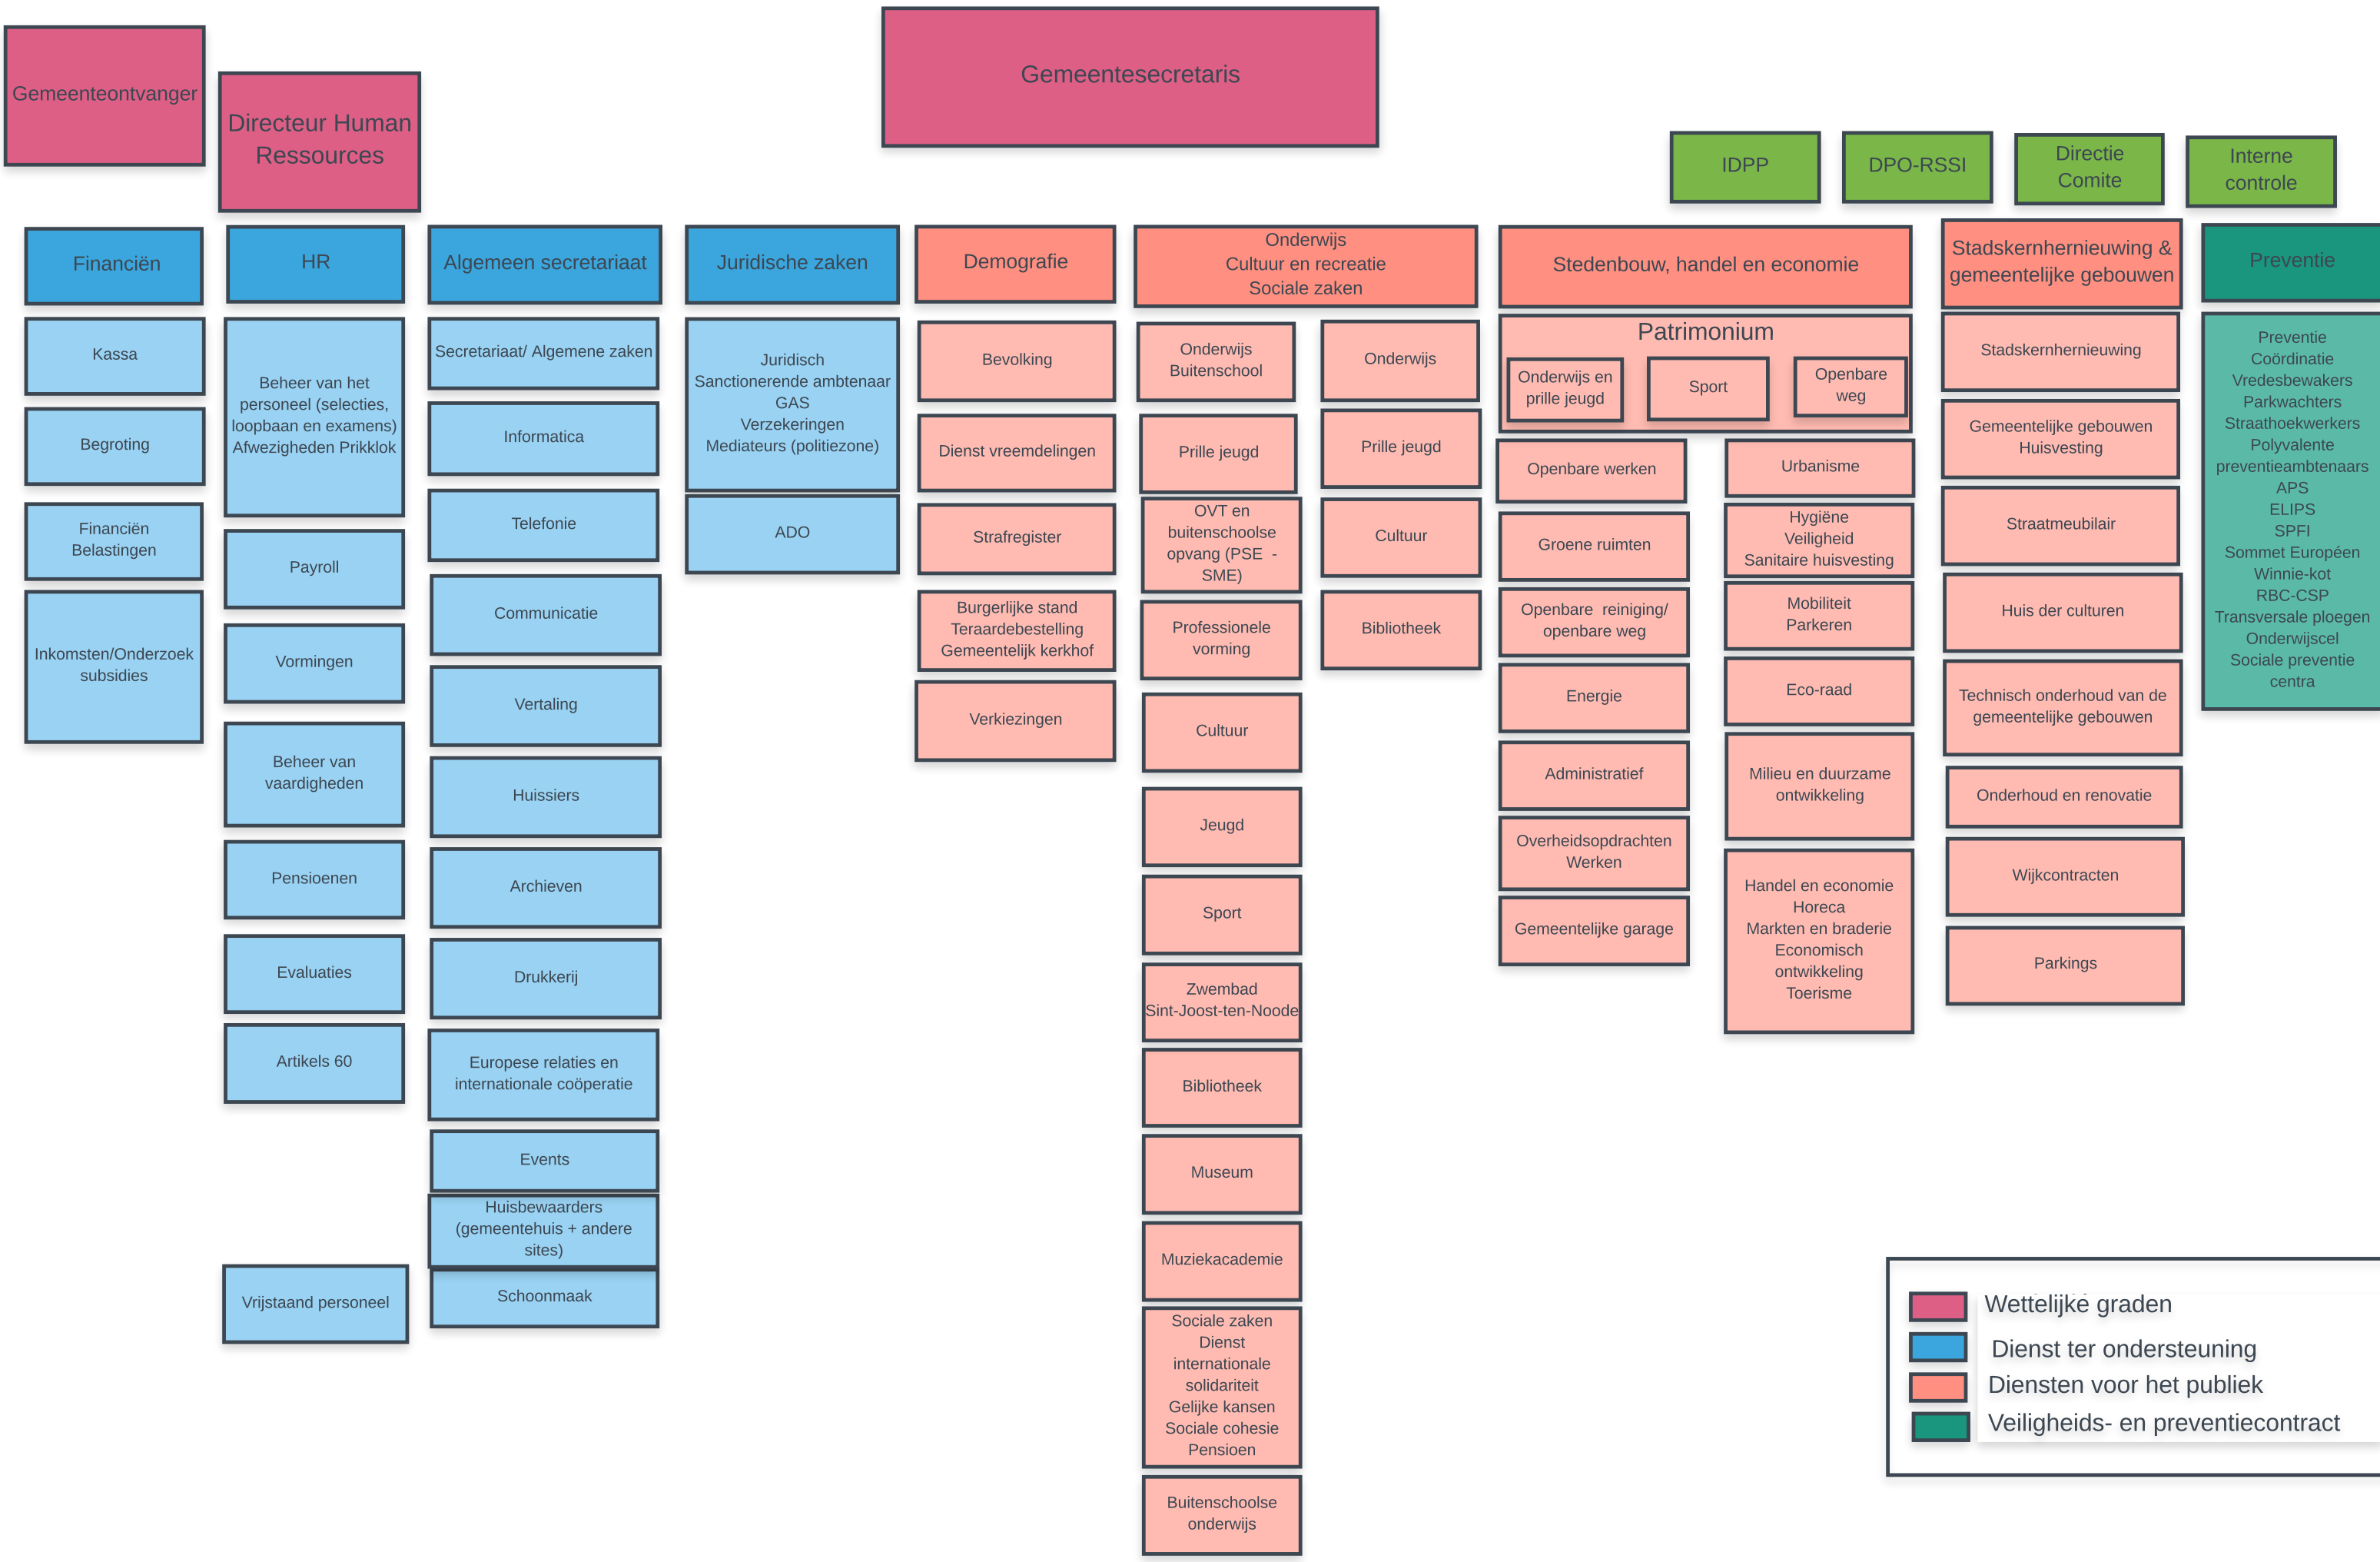 Gemeenteontvanger
Directeur Human
Ressources
Gemeentesecretaris
IDPP
DPO-RSSI
Directie
Comite
Interne
controle
Financiën
Kassa
Begroting
Financiën
Belastingen
Inkomsten/Onderzoek
subsidies
HR
Beheer van het
personeel (selecties,
loopbaan en examens)
Afwezigheden Prikklok
Payroll
Vormingen
Beheer van
vaardigheden
Pensioenen
Evaluaties
Artikels 60
Vrijstaand personeel
Algemeen secretariaat
Secretariaat/ Algemene zaken
Informatica
Telefonie
Communicatie
Vertaling
Huissiers
Archieven
Drukkerij
Europese relaties en
internationale coöperatie
Events
Huisbewaarders
(gemeentehuis + andere
sites)
Schoonmaak
Juridische zaken
Juridisch
Sanctionerende ambtenaar
GAS
Verzekeringen
Mediateurs (politiezone)
ADO
Demografie
Bevolking
Dienst vreemdelingen
Strafregister
Burgerlijke stand
Teraardebestelling
Gemeentelijk kerkhof
Verkiezingen
Onderwijs
Cultuur en recreatie
Sociale zaken
Onderwijs
Buitenschool
Prille jeugd
OVT en
buitenschoolse
opvang (PSE  -
SME)
Professionele
vorming
Cultuur
Jeugd
Sport
Zwembad
Sint-Joost-ten-Noode
Bibliotheek
Museum
Muziekacademie
Sociale zaken
Dienst
internationale
solidariteit
Gelijke kansen
Sociale cohesie
Pensioen
Buitenschoolse
onderwijs
Onderwijs
Prille jeugd
Cultuur
Bibliotheek
Stedenbouw, handel en economie
Patrimonium
Onderwijs en
prille jeugd
Sport
Openbare
weg
Openbare werken
Groene ruimten
Openbare  reiniging/
openbare weg
Energie
Administratief
Overheidsopdrachten
Werken
Gemeentelijke garage
Urbanisme
Hygiëne
Veiligheid
Sanitaire huisvesting
Mobiliteit
Parkeren
Eco-raad
Milieu en duurzame
ontwikkeling
Handel en economie
Horeca
Markten en braderie
Economisch
ontwikkeling
Toerisme
Stadskernhernieuwing &
gemeentelijke gebouwen
Stadskernhernieuwing
Gemeentelijke gebouwen
Huisvesting
Straatmeubilair
Huis der culturen
Technisch onderhoud van de
gemeentelijke gebouwen
Onderhoud en renovatie
Wijkcontracten
Parkings
Preventie
Preventie
Coördinatie
Vredesbewakers
Parkwachters
Straathoekwerkers
Polyvalente
preventieambtenaars
APS
ELIPS
SPFI
Sommet Européen
Winnie-kot
RBC-CSP
Transversale ploegen
Onderwijscel
Sociale preventie
centra
Wettelijke graden
Dienst ter ondersteuning
Diensten voor het publiek
Veiligheids- en preventiecontract